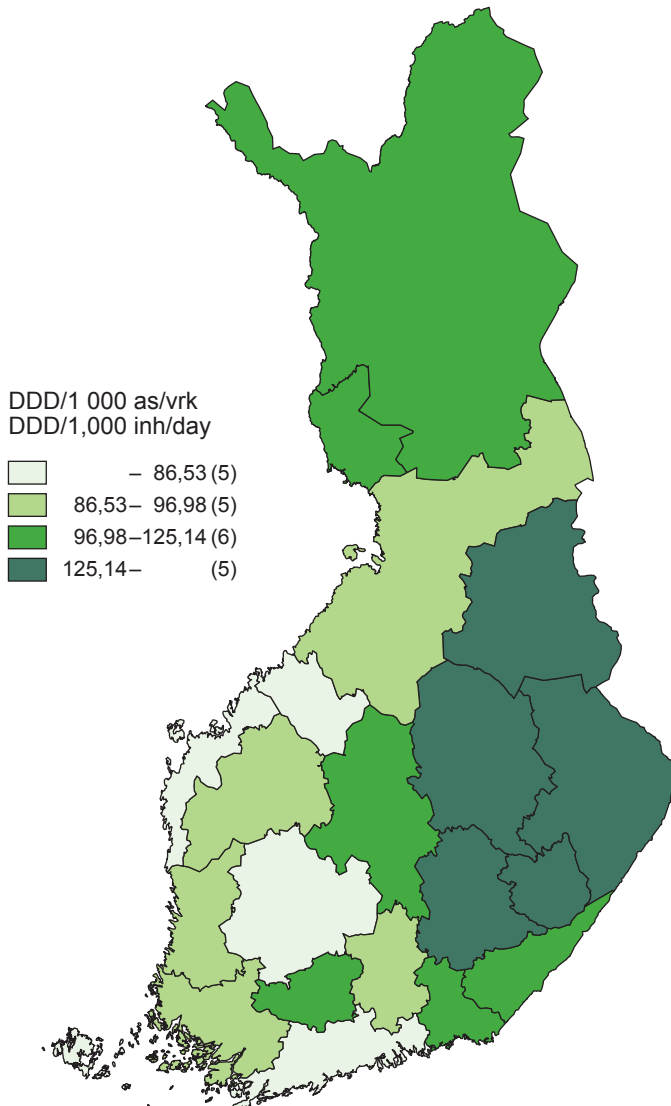 DDD/1 000 as/vrk
DDD/1,000 inh/day
– 86,53 (5)
86,53– 96,98 (5)
96,98–125,14 (6)
125,14– (5)